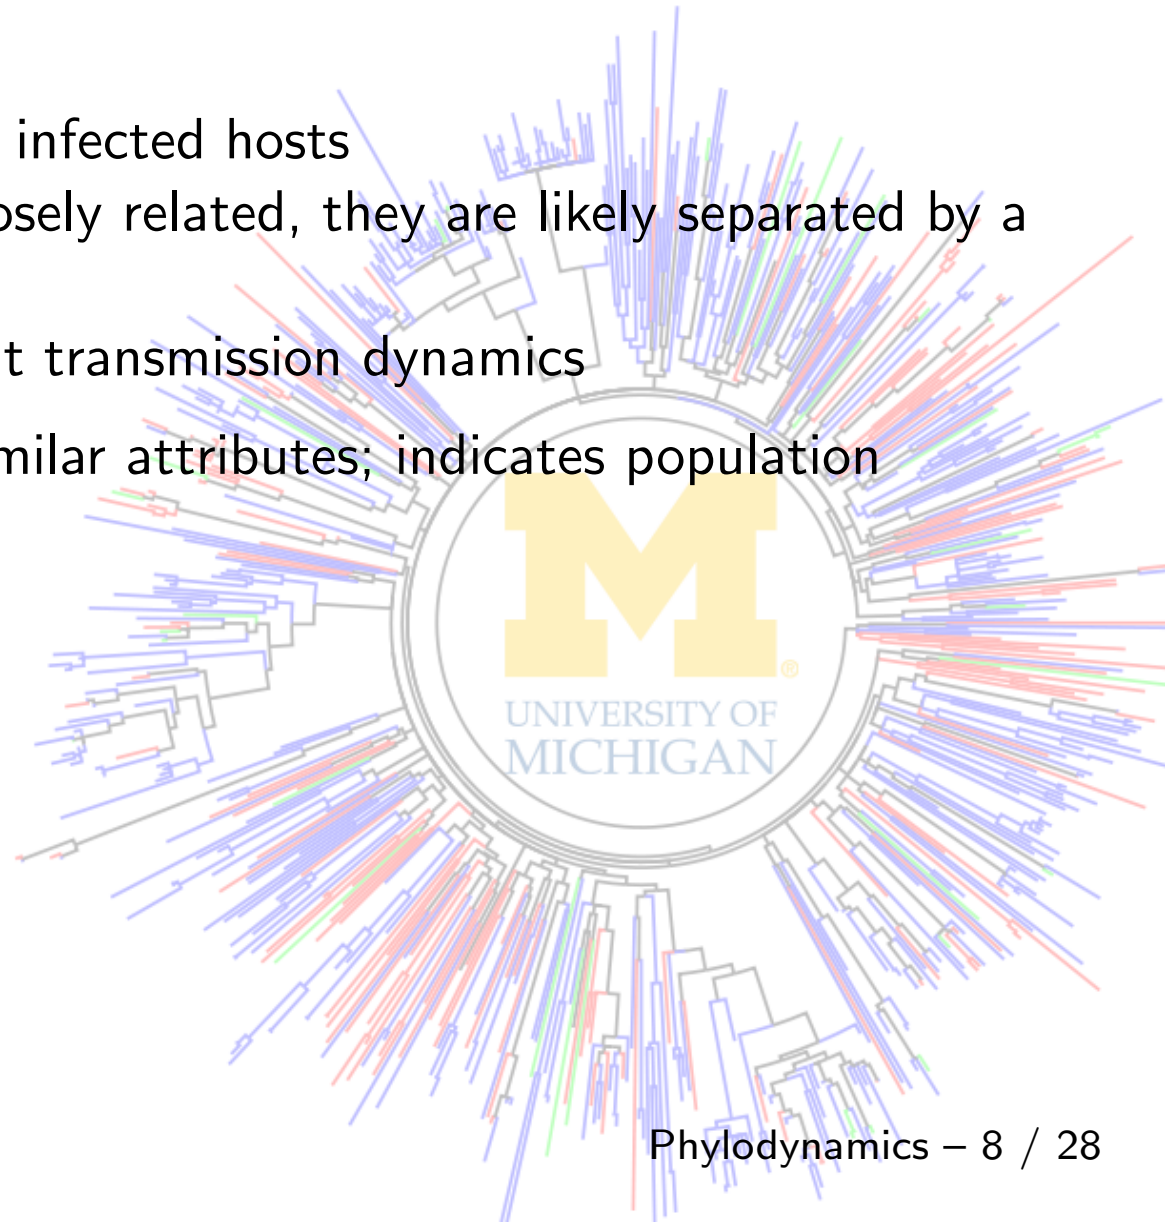 infected hosts
osely related, they are likely separated by a
t transmission dynamics
milar attributes; indicates population
M
®
UNIVERSITY OF
MICHIGAN
Phylodynamics – 8 / 28